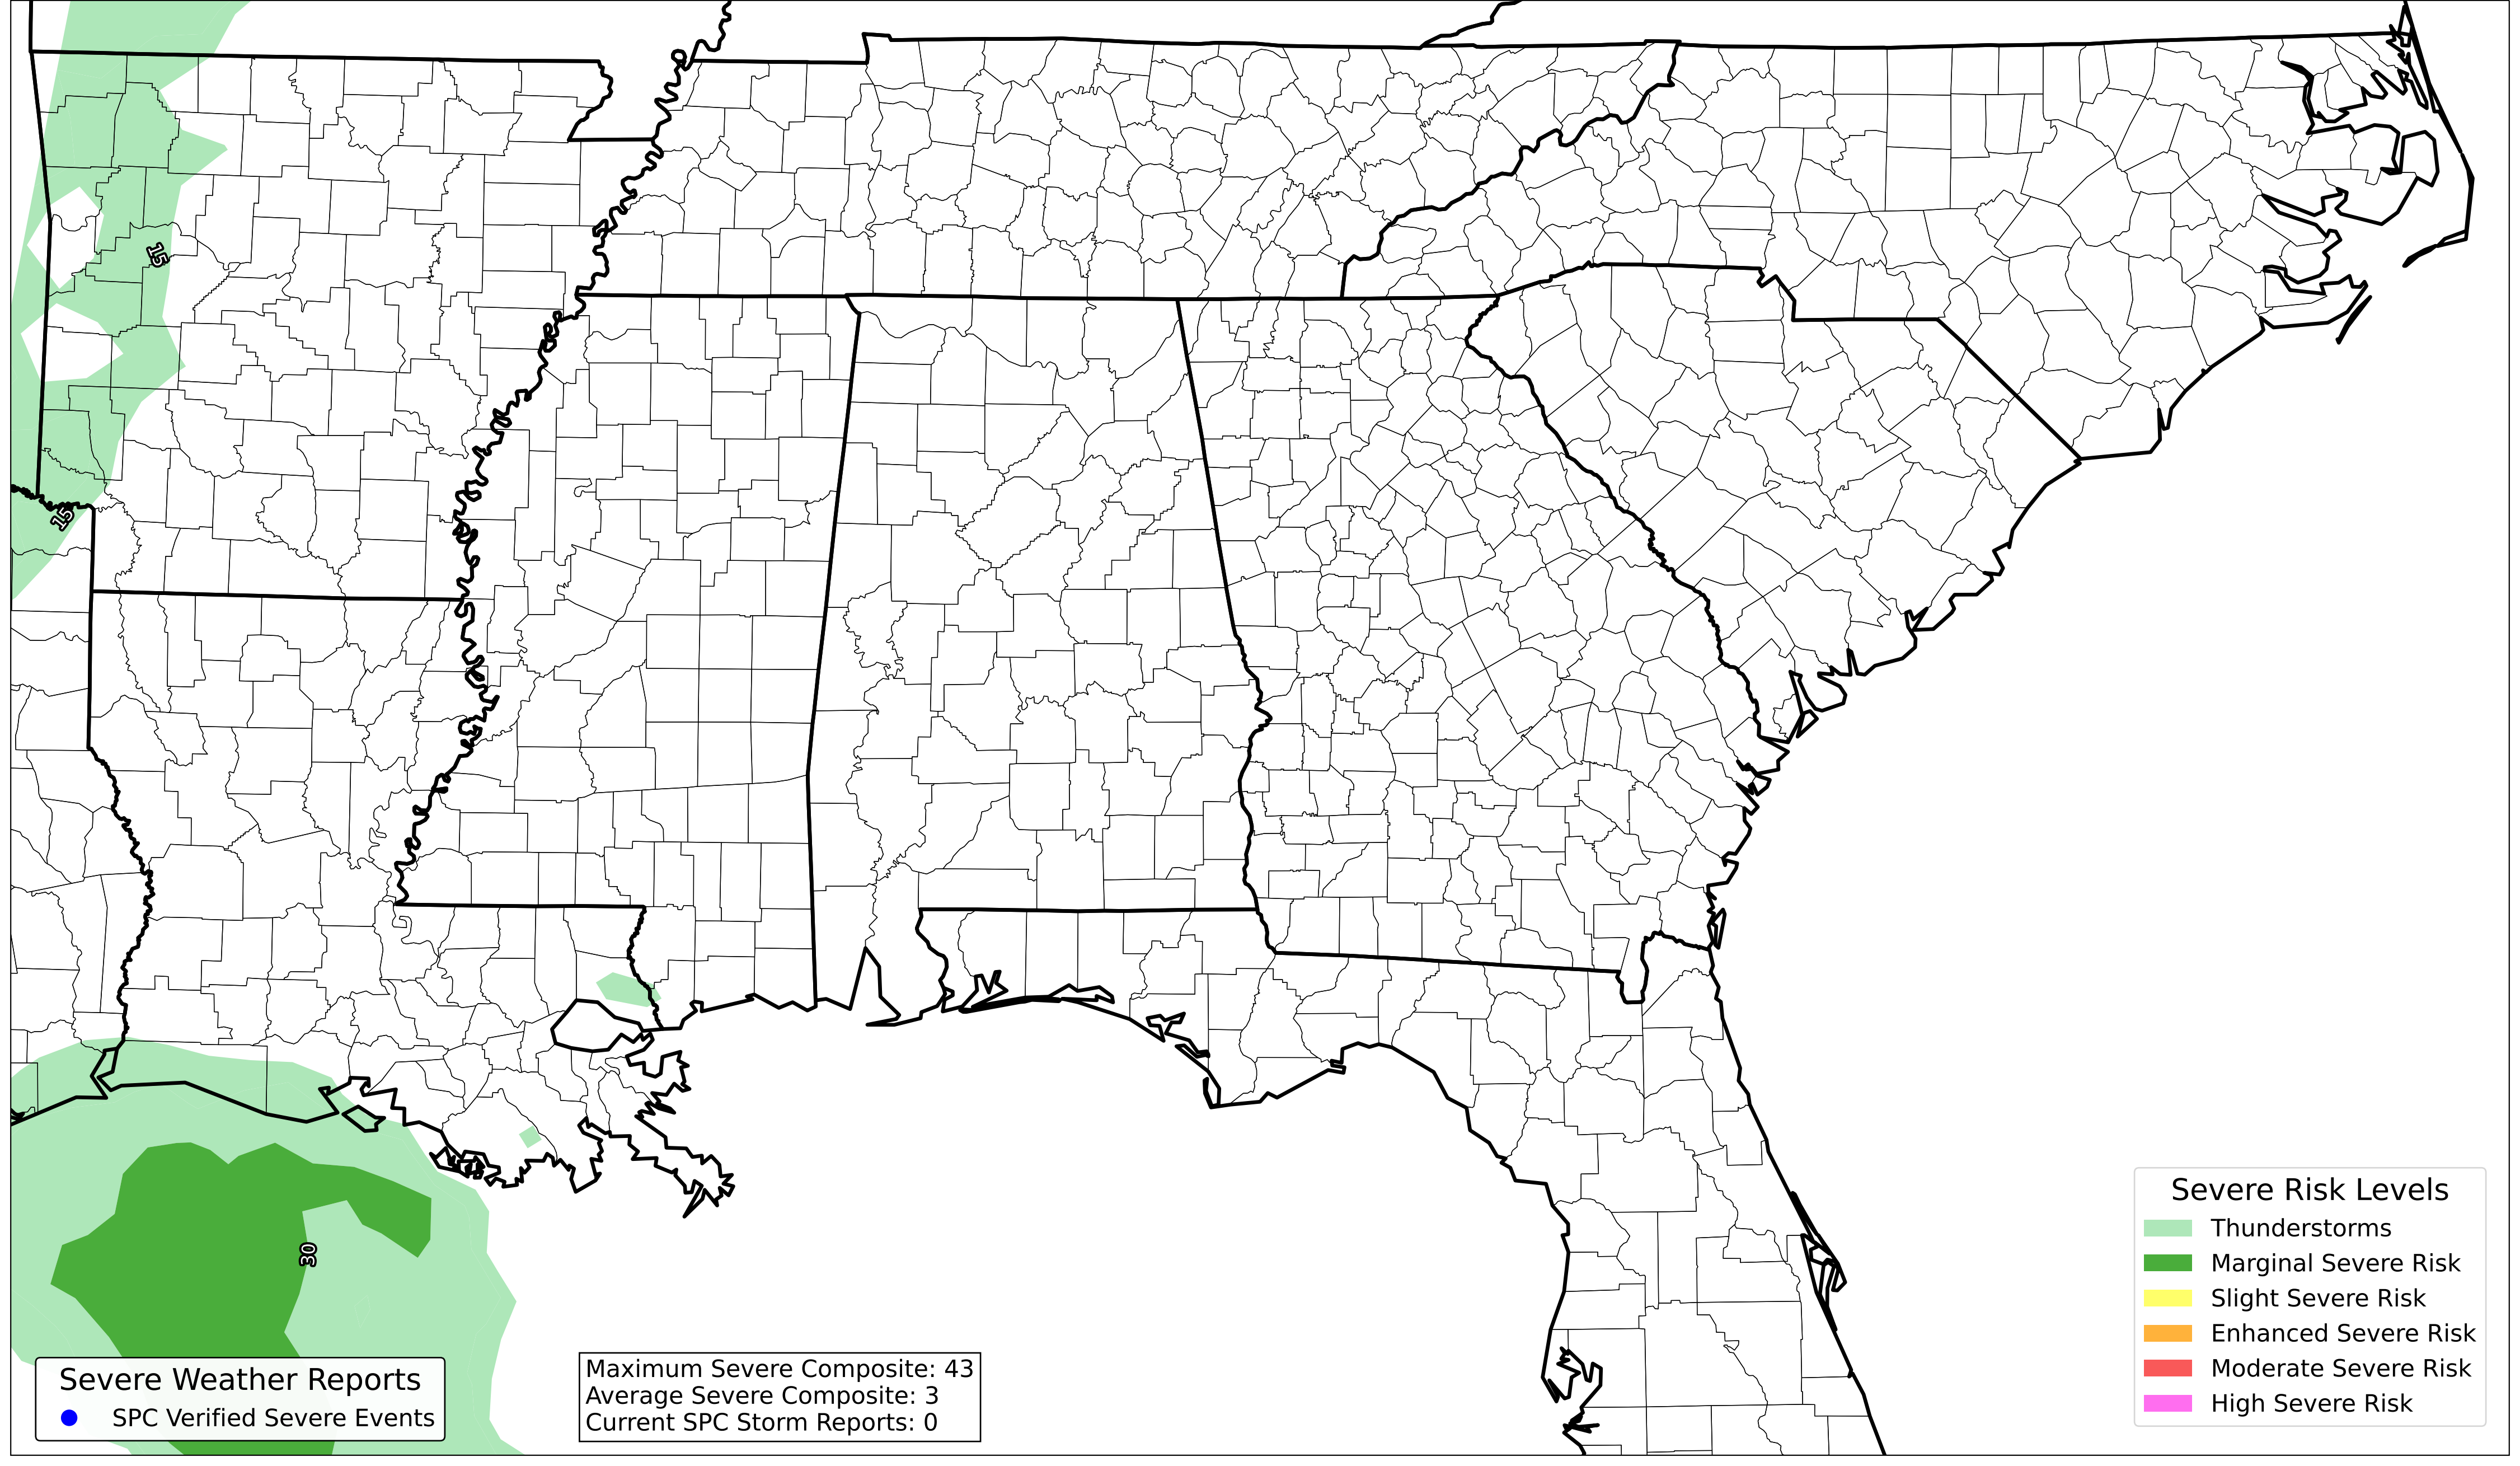 15
15
30
Severe Risk Levels
Thunderstorms
Marginal Severe Risk
Slight Severe Risk
Enhanced Severe Risk
Moderate Severe Risk
High Severe Risk
Severe Weather Reports
SPC Verified Severe Events
Maximum Severe Composite: 43
Average Severe Composite: 3
Current SPC Storm Reports: 0